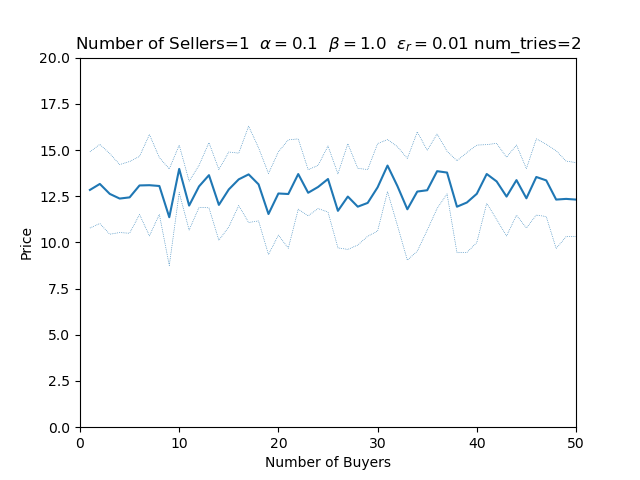 Number of Sellers=1 α = 0.1 β = 1.0 εr = 0.01 num_tries=2
20.0
17.5
15.0
12.5
10.0
7.5
5.0
2.5
0.0
Price
0 10 20 30 40 50
Number of Buyers